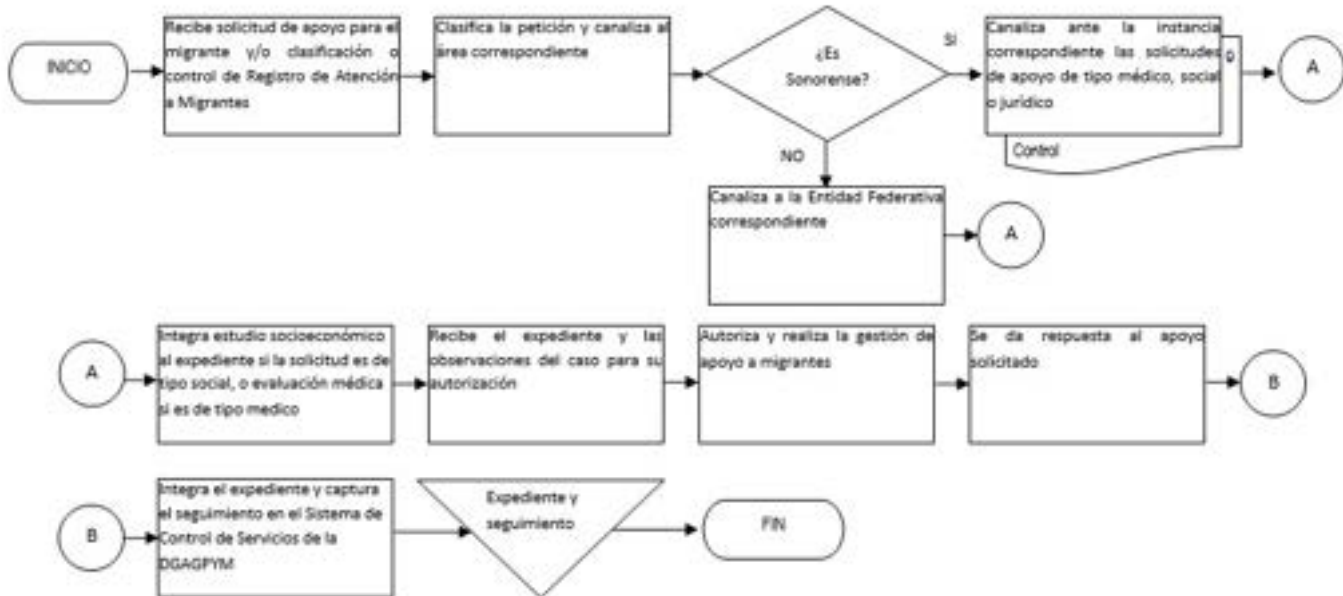 INICIO
Recibe solicitud de apoyo para el
migrante y/o clasificación o
control de Registro de Atención
a Migrantes
Clasifica la petición y canaliza al
área correspondiente
¿Es
Sonorense?
SI
NO
Canaliza ante la instancia
correspondiente las solicitudes
de apoyo de tipo médico, social
o jurídico
0
Control
A
Canaliza a la Entidad Federativa
correspondiente
A
A
Integra estudio socioeconómico
al expediente si la solicitud es de
tipo social, o evaluación médica
si es de tipo medico
Recibe el expediente y las
observaciones del caso para su
autorización
Autoriza y realiza la gestión de
apoyo a migrantes
Se da respuesta al apoyo
solicitado
B
B
Integra el expediente y captura
el seguimiento en el Sistema de
Control de Servicios de la
DGAGPYM
Expediente y
seguimiento
FIN